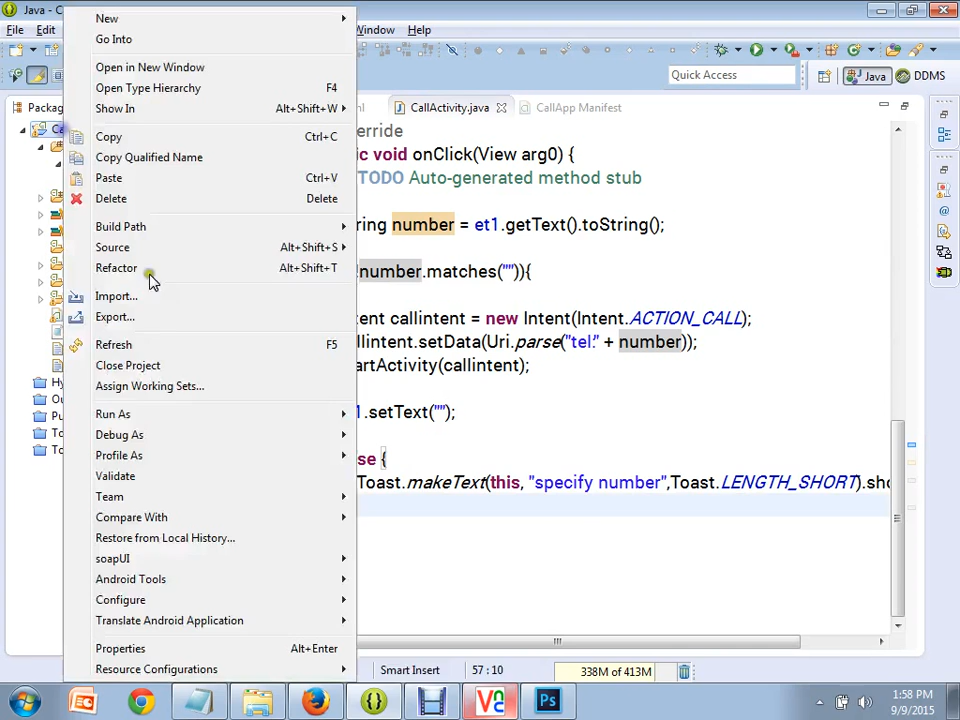 Java - C
File Edit Window Help
Quick Access Java DDMS
Packag
CallActivity.java CallApp Manifest
New
Go Into
Open in New Window
Open Type Hierarchy F4
Show In Alt+Shift+W
Copy Ctrl+C
Copy Qualified Name
Paste Ctrl+V
Delete Delete
Build Path
Source Alt+Shift+S
Refactor Alt+Shift+T
Import...
Export...
Refresh F5
Close Project
Assign Working Sets...
Run As
Debug As
Profile As
Validate
Team
Compare With
Restore from Local History...
soapUI
Android Tools
Configure
Translate Android Application
Properties Alt+Enter
Resource Configurations
erride
ic void onClick(View arg0) {
TODO Auto-generated method stub
ring number = et1.getText().toString();
number.matches("")){
tent callintent = new Intent(Intent.ACTION_CALL);
llintent.setData(Uri.parse("tel:" + number));
artActivity(callintent);
1.setText("");
se {
Toast.makeText(this, "specify number",Toast.LENGTH_SHORT).sho
Smart Insert 57 : 10 338M of 413M
1:58 PM
9/9/2015